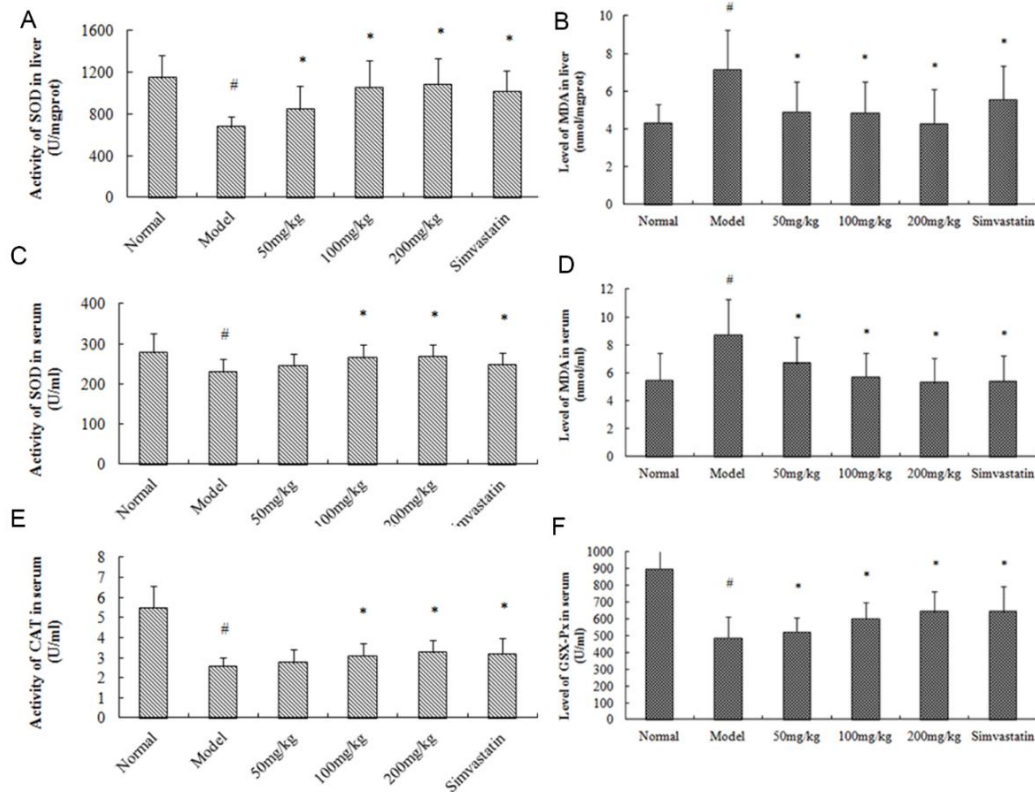 A
Activity of SOD in liver
(U/mgprot)
1600
1200
800
400
0
#
*
*
*
*
Normal
Model
50mg/kg
100mg/kg
200mg/kg
Simvastatin
B
Level of MDA in liver
(nmol/mgprot)
10
8
6
4
2
0
#
*
*
*
*
Normal
Model
50mg/kg
100mg/kg
200mg/kg
Simvastatin
C
Activity of SOD in serum
(U/ml)
400
300
200
100
0
#
*
*
*
Normal
Model
50mg/kg
100mg/kg
200mg/kg
Simvastatin
D
Level of MDA in serum
(nmol/ml)
12
10
8
6
4
2
0
#
*
*
*
*
Normal
Model
50mg/kg
100mg/kg
200mg/kg
Simvastatin
E
Activity of CAT in serum
(U/ml)
8
7
6
5
4
3
2
1
0
#
*
*
*
Normal
Model
50mg/kg
100mg/kg
200mg/kg
Simvastatin
F
Level of GSX-Px in serum
(U/ml)
1000
900
800
700
600
500
400
300
200
100
0
#
*
*
*
*
Normal
Model
50mg/kg
100mg/kg
200mg/kg
Simvastatin